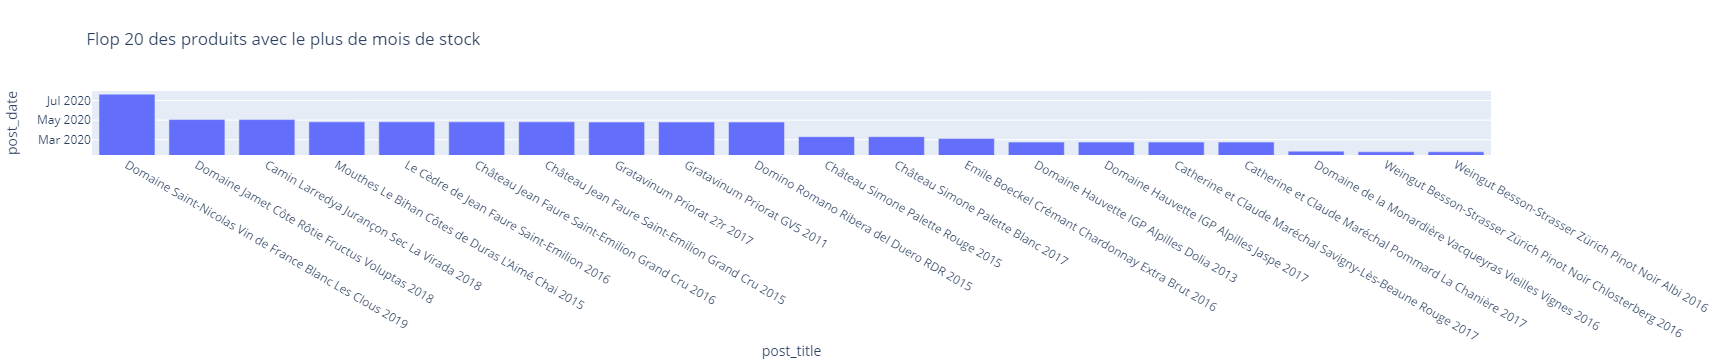 Flop 20 des produits avec le plus de mois de stock
post_date
Jul 2020
May 2020
Mar 2020
Domaine Saint-Nicolas Vin de France Blanc Les Clous 2019
Domaine Jamet Côte Rôtie Fructus Voluptas 2018
Camin Larredya Jurançon Sec La Virada 2018
Mouthes Le Bihan Côtes de Duras L'Aimé Chai 2015
Le Cèdre de Jean Faure Saint-Emilion 2016
Château Jean Faure Saint-Emilion Grand Cru 2016
Château Jean Faure Saint-Emilion Grand Cru 2015
Gratavinum Priorat 2?r 2017
Gratavinum Priorat GV5 2011
Domino Romano Ribera del Duero RDR 2015
Château Simone Palette Rouge 2015
Château Simone Palette Blanc 2017
Emile Boeckel Crémant Chardonnay Extra Brut 2016
Domaine Hauvette IGP Alpilles Dolia 2013
Domaine Hauvette IGP Alpilles Jaspe 2017
Catherine et Claude Maréchal Savigny-Lès-Beaune Rouge 2017
Catherine et Claude Maréchal Pommard La Chanière 2017
Domaine de la Monardière Vacqueyras Vieilles Vignes 2016
Weingut Besson-Strasser Zürich Pinot Noir Chlosterberg 2016
Weingut Besson-Strasser Zürich Pinot Noir Albi 2016
post_title